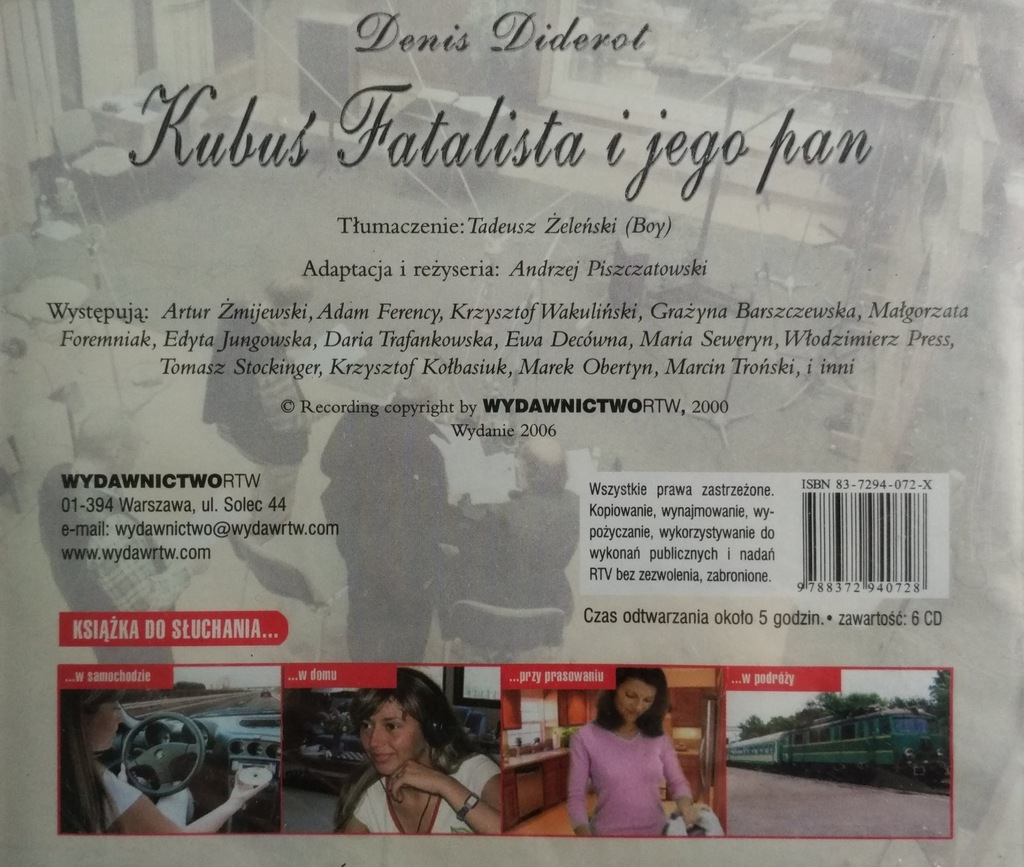 Denis Diderot
Kubuś Fatalista i jego pan
Tłumaczenie: Tadeusz Żeleński (Boy)
Adaptacja i reżyseria: Andrzej Piszczatowski
Występują: Artur Żmijewski, Adam Ferency, Krzysztof Wakuliński, Grażyna Barszczewska, Małgorzata
Foremniak, Edyta Jungowska, Daria Trafankowska, Ewa Decówna, Maria Seweryn, Włodzimierz Press,
Tomasz Stockinger, Krzysztof Kołbasiuk, Marek Obertyn, Marcin Troński, i inni
© Recording copyright by WYDAWNICTWORTW, 2000
Wydanie 2006
WYDAWNICTWORTW
01-394 Warszawa, ul. Solec 44
e-mail: wydawnictwo@wydawrtw.com
www.wydawrtw.com
Wszystkie prawa zastrzeżone.
Kopiowanie, wynajmowanie, wy-
pożyczanie, wykorzystywanie do
wykonań publicznych i nadań
RTV bez zezwolenia, zabronione.
ISBN 83-7294-072-X
9 788372 940728
Czas odtwarzania około 5 godzin. • zawartość: 6 CD
KSIĄŻKA DO SŁUCHANIA...
...w samochodzie
...w domu
...przy prasowaniu
...w podróży